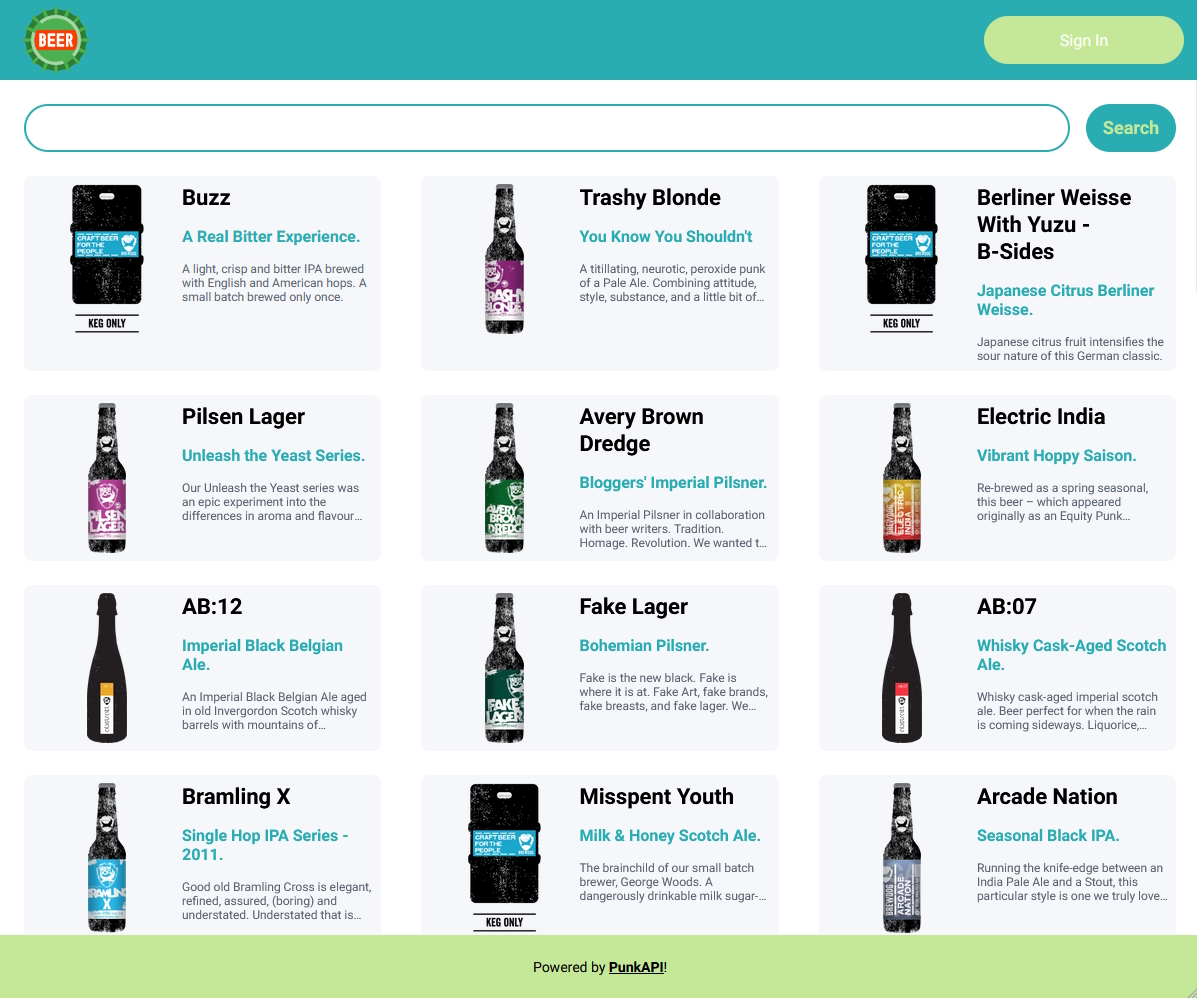 BEER
Sign In
Search
CRAFT BEER
FOR THE
PEOPLE
BREWDOG
KEG ONLY
Buzz
A Real Bitter Experience.
A light, crisp and bitter IPA brewed
with English and American hops. A
small batch brewed only once.
TRASHY
BLONDE
Trashy Blonde
You Know You Shouldn't
A titillating, neurotic, peroxide punk
of a Pale Ale. Combining attitude,
style, substance, and a little bit of…
CRAFT BEER
FOR THE
PEOPLE
BREWDOG
KEG ONLY
Berliner Weisse
With Yuzu -
B-Sides
Japanese Citrus Berliner
Weisse.
Japanese citrus fruit intensifies the
sour nature of this German classic.
PILSEN
LAGER
Pilsen Lager
Unleash the Yeast Series.
Our Unleash the Yeast series was
an epic experiment into the
differences in aroma and flavour…
AVERY
BROWN
DREDGE
Avery Brown
Dredge
Bloggers' Imperial Pilsner.
An Imperial Pilsner in collaboration
with beer writers. Tradition.
Homage. Revolution. We wanted t…
BREWDOG
ELECTRIC
INDIA
Electric India
Vibrant Hoppy Saison.
Re-brewed as a spring seasonal,
this beer – which appeared
originally as an Equity Punk…
AB:12
Imperial Black Belgian
Ale.
An Imperial Black Belgian Ale aged
in old Invergordon Scotch whisky
barrels with mountains of…
FAKE
LAGER
Fake Lager
Bohemian Pilsner.
Fake is the new black. Fake is
where it is at. Fake Art, fake brands,
fake breasts, and fake lager. We…
AB:07
Whisky Cask-Aged Scotch
Ale.
Whisky cask-aged imperial scotch
ale. Beer perfect for when the rain
is coming sideways. Liquorice,…
BRAMLING
X
Bramling X
Single Hop IPA Series -
2011.
Good old Bramling Cross is elegant,
refined, assured, (boring) and
understated. Understated that is…
CRAFT BEER
FOR THE
PEOPLE
BREWDOG
KEG ONLY
Misspent Youth
Milk & Honey Scotch Ale.
The brainchild of our small batch
brewer, George Woods. A
dangerously drinkable milk sugar-…
BREWDOG
ARCADE
NATION
Arcade Nation
Seasonal Black IPA.
Running the knife-edge between an
India Pale Ale and a Stout, this
particular style is one we truly love…
Powered by PunkAPI!